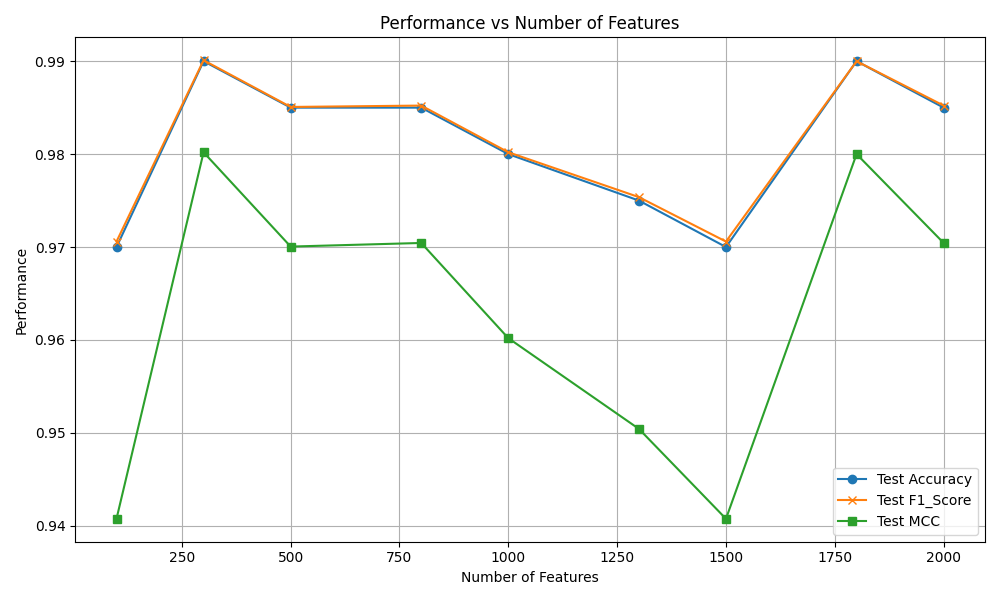 Performance vs Number of Features
0.99
0.98
0.97
0.96
0.95
0.94
Performance
250 500 750 1000 1250 1500 1750 2000
Number of Features
Test Accuracy
Test F1_Score
Test MCC